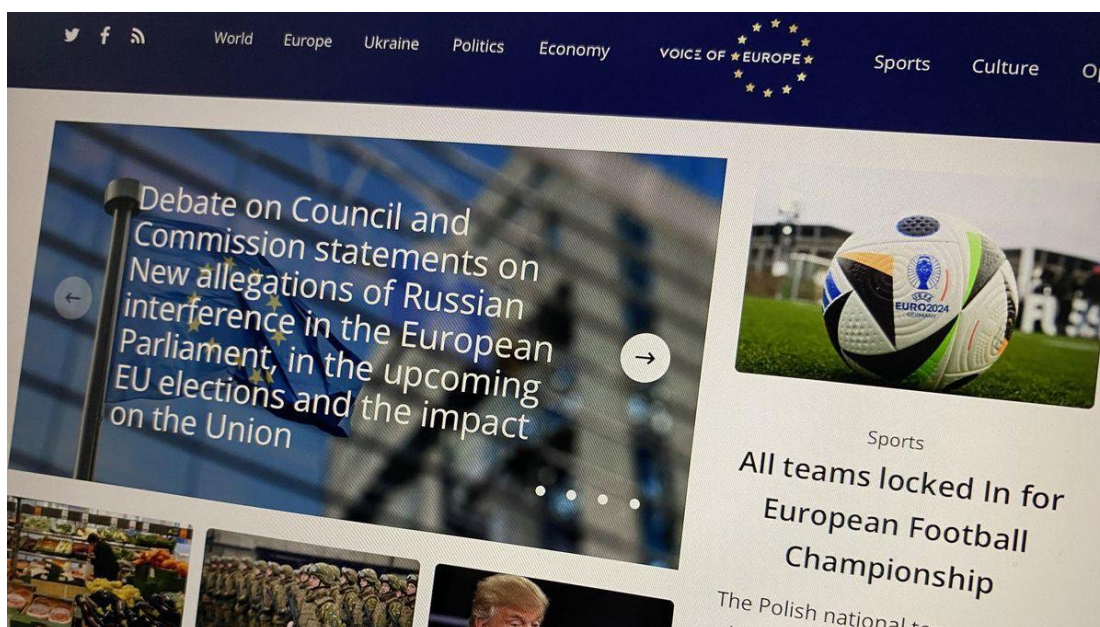 World
Europe
Ukraine
Politics
Economy
VOICE OF EUROPE
Sports
Culture
Debate on Council and
Commission statements on
New allegations of Russian
interference in the European
Parliament, in the upcoming
EU elections and the impact
on the Union
UEFA
EURO2024
GERMANY
Sports
All teams locked In for
European Football
Championship
The Polish national